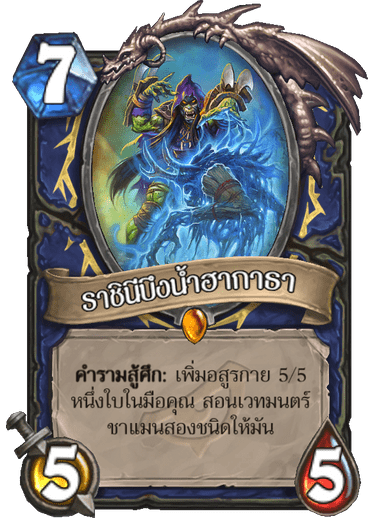 7
ราชินีบึงน้ำฮากาธา
คำรามสู้ศึก: เพิ่มอสูรกาย 5/5
หนึ่งใบในมือคุณ สอนเวทมนตร์
ชาแมนสองชนิดให้มัน
5
5